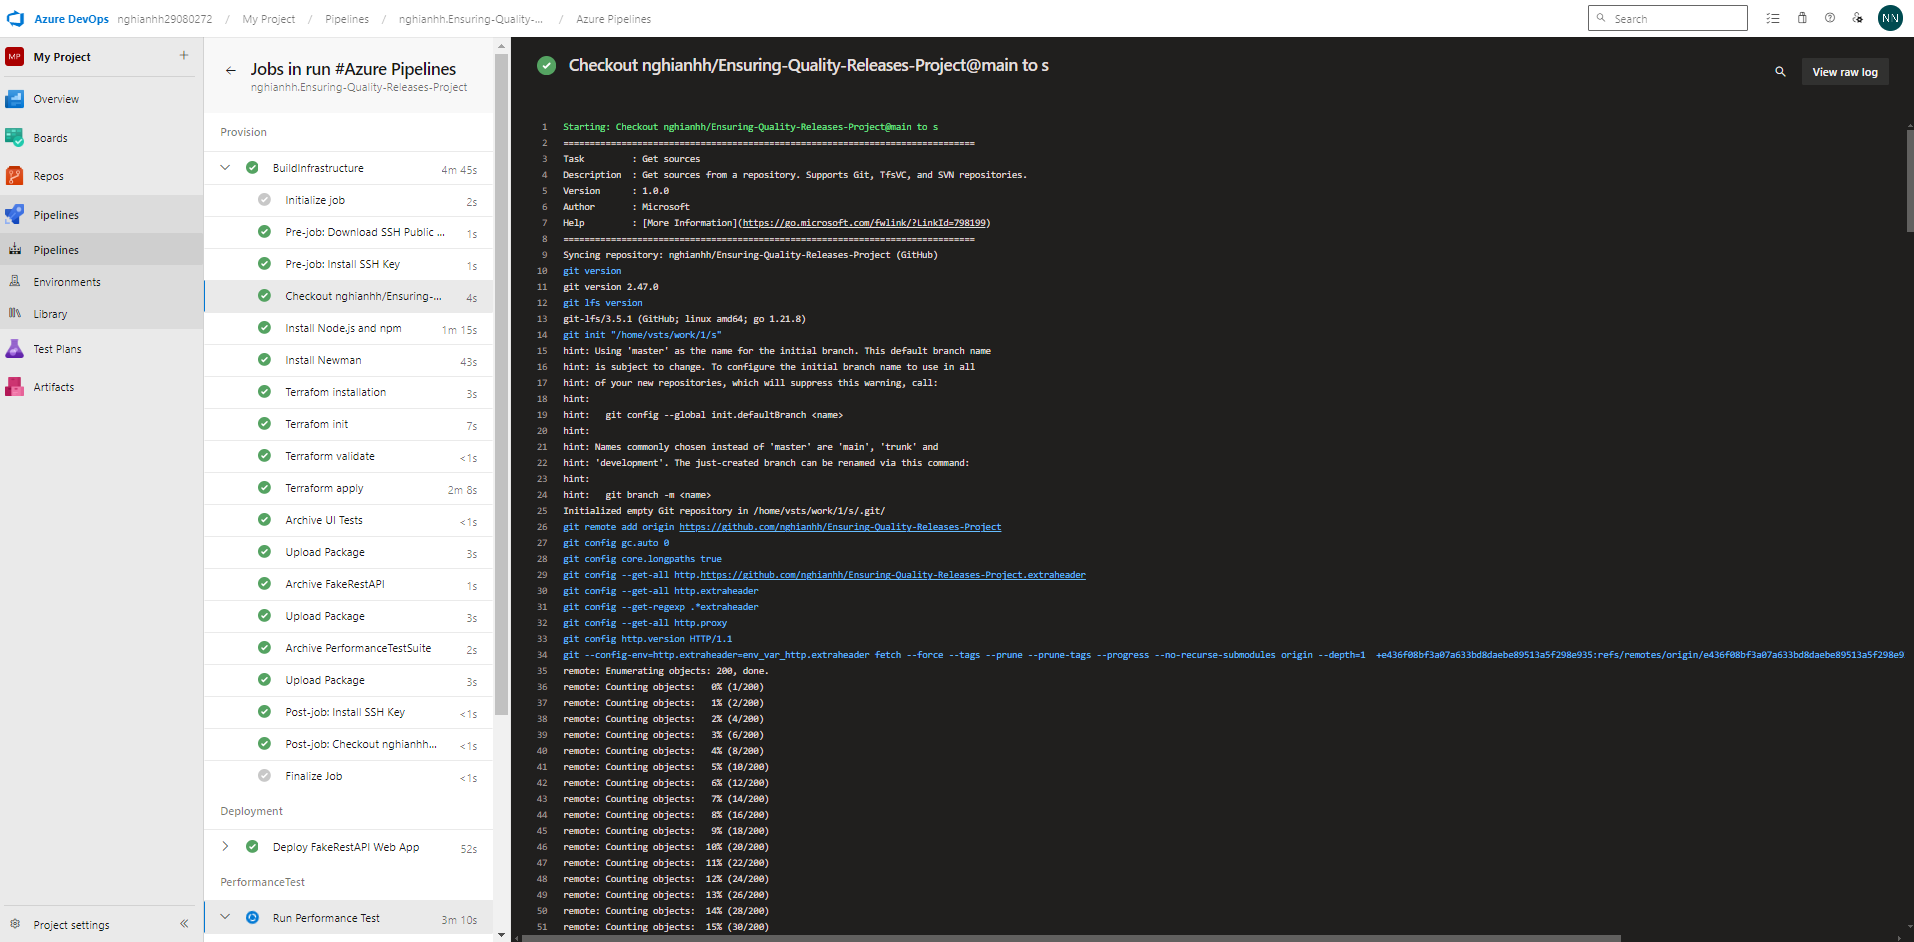 Azure DevOps nghianhh29080272 / My Project / Pipelines / nghianhh.Ensuring-Quality-... / Azure Pipelines
Search
NN
MP My Project +
Overview
Boards
Repos
Pipelines
Pipelines
Environments
Library
Test Plans
Artifacts
Project settings
Jobs in run #Azure Pipelines
nghianhh.Ensuring-Quality-Releases-Project
Provision
BuildInfrastructure 4m 45s
Initialize job 2s
Pre-job: Download SSH Public ... 1s
Pre-job: Install SSH Key 1s
Checkout nghianhh/Ensuring-... 4s
Install Node.js and npm 1m 15s
Install Newman 43s
Terrafom installation 3s
Terrafom init 7s
Terraform validate <1s
Terraform apply 2m 8s
Archive UI Tests <1s
Upload Package 3s
Archive FakeRestAPI 1s
Upload Package 3s
Archive PerformanceTestSuite 2s
Upload Package 3s
Post-job: Install SSH Key <1s
Post-job: Checkout nghianhh... <1s
Finalize Job <1s
Deployment
Deploy FakeRestAPI Web App 52s
PerformanceTest
Run Performance Test 3m 10s
Checkout nghianhh/Ensuring-Quality-Releases-Project@main to s
View raw log
1 Starting: Checkout nghianhh/Ensuring-Quality-Releases-Project@main to s
2 ==============================================================================
3 Task : Get sources
4 Description : Get sources from a repository. Supports Git, TfsVC, and SVN repositories.
5 Version : 1.0.0
6 Author : Microsoft
7 Help : [More Information](https://go.microsoft.com/fwlink/?LinkId=798199)
8 ==============================================================================
9 Syncing repository: nghianhh/Ensuring-Quality-Releases-Project (GitHub)
10 git version
11 git version 2.47.0
12 git lfs version
13 git-lfs/3.5.1 (GitHub; linux amd64; go 1.21.8)
14 git init "/home/vsts/work/1/s"
15 hint: Using 'master' as the name for the initial branch. This default branch name
16 hint: is subject to change. To configure the initial branch name to use in all
17 hint: of your new repositories, which will suppress this warning, call:
18 hint:
19 hint: git config --global init.defaultBranch <name>
20 hint:
21 hint: Names commonly chosen instead of 'master' are 'main', 'trunk' and
22 hint: 'development'. The just-created branch can be renamed via this command:
23 hint:
24 hint: git branch -m <name>
25 Initialized empty Git repository in /home/vsts/work/1/s/.git/
26 git remote add origin https://github.com/nghianhh/Ensuring-Quality-Releases-Project
27 git config gc.auto 0
28 git config core.longpaths true
29 git config --get-all http.https://github.com/nghianhh/Ensuring-Quality-Releases-Project.extraheader
30 git config --get-all http.extraheader
31 git config --get-regexp .*extraheader
32 git config --get-all http.proxy
33 git config http.version HTTP/1.1
34 git --config-env=http.extraheader=env_var_http.extraheader fetch --force --tags --prune --prune-tags --progress --no-recurse-submodules origin --depth=1 +e436f08bf3a07a633bd8daebe89513a5f298e935:refs/remotes/origin/e436f08bf3a07a633bd8daebe89513a5f298e9
35 remote: Enumerating objects: 200, done.
36 remote: Counting objects: 0% (1/200)
37 remote: Counting objects: 1% (2/200)
38 remote: Counting objects: 2% (4/200)
39 remote: Counting objects: 3% (6/200)
40 remote: Counting objects: 4% (8/200)
41 remote: Counting objects: 5% (10/200)
42 remote: Counting objects: 6% (12/200)
43 remote: Counting objects: 7% (14/200)
44 remote: Counting objects: 8% (16/200)
45 remote: Counting objects: 9% (18/200)
46 remote: Counting objects: 10% (20/200)
47 remote: Counting objects: 11% (22/200)
48 remote: Counting objects: 12% (24/200)
49 remote: Counting objects: 13% (26/200)
50 remote: Counting objects: 14% (28/200)
51 remote: Counting objects: 15% (30/200)